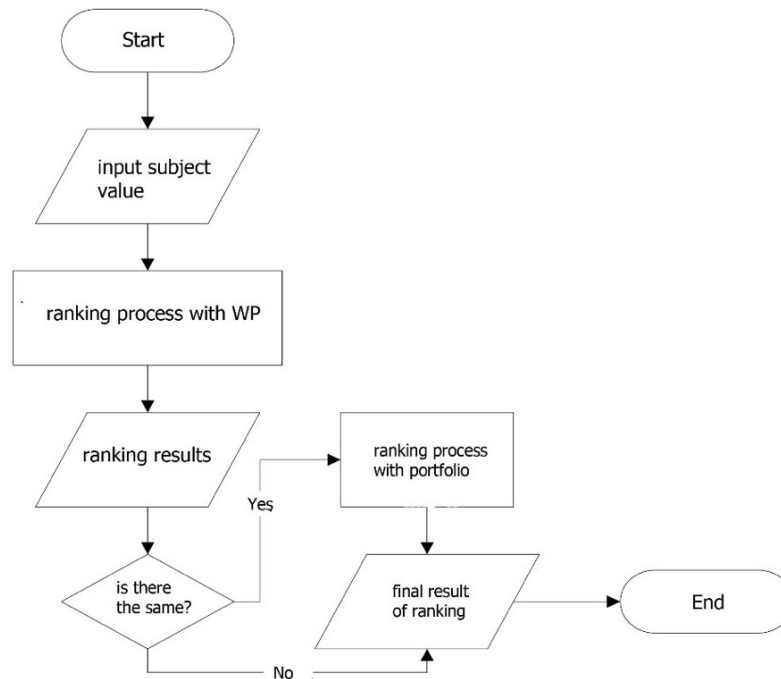 Start
input subject
value
ranking process with WP
ranking results
ranking process
with portfolio
Yes
is there
the same?
final result
of ranking
End
No